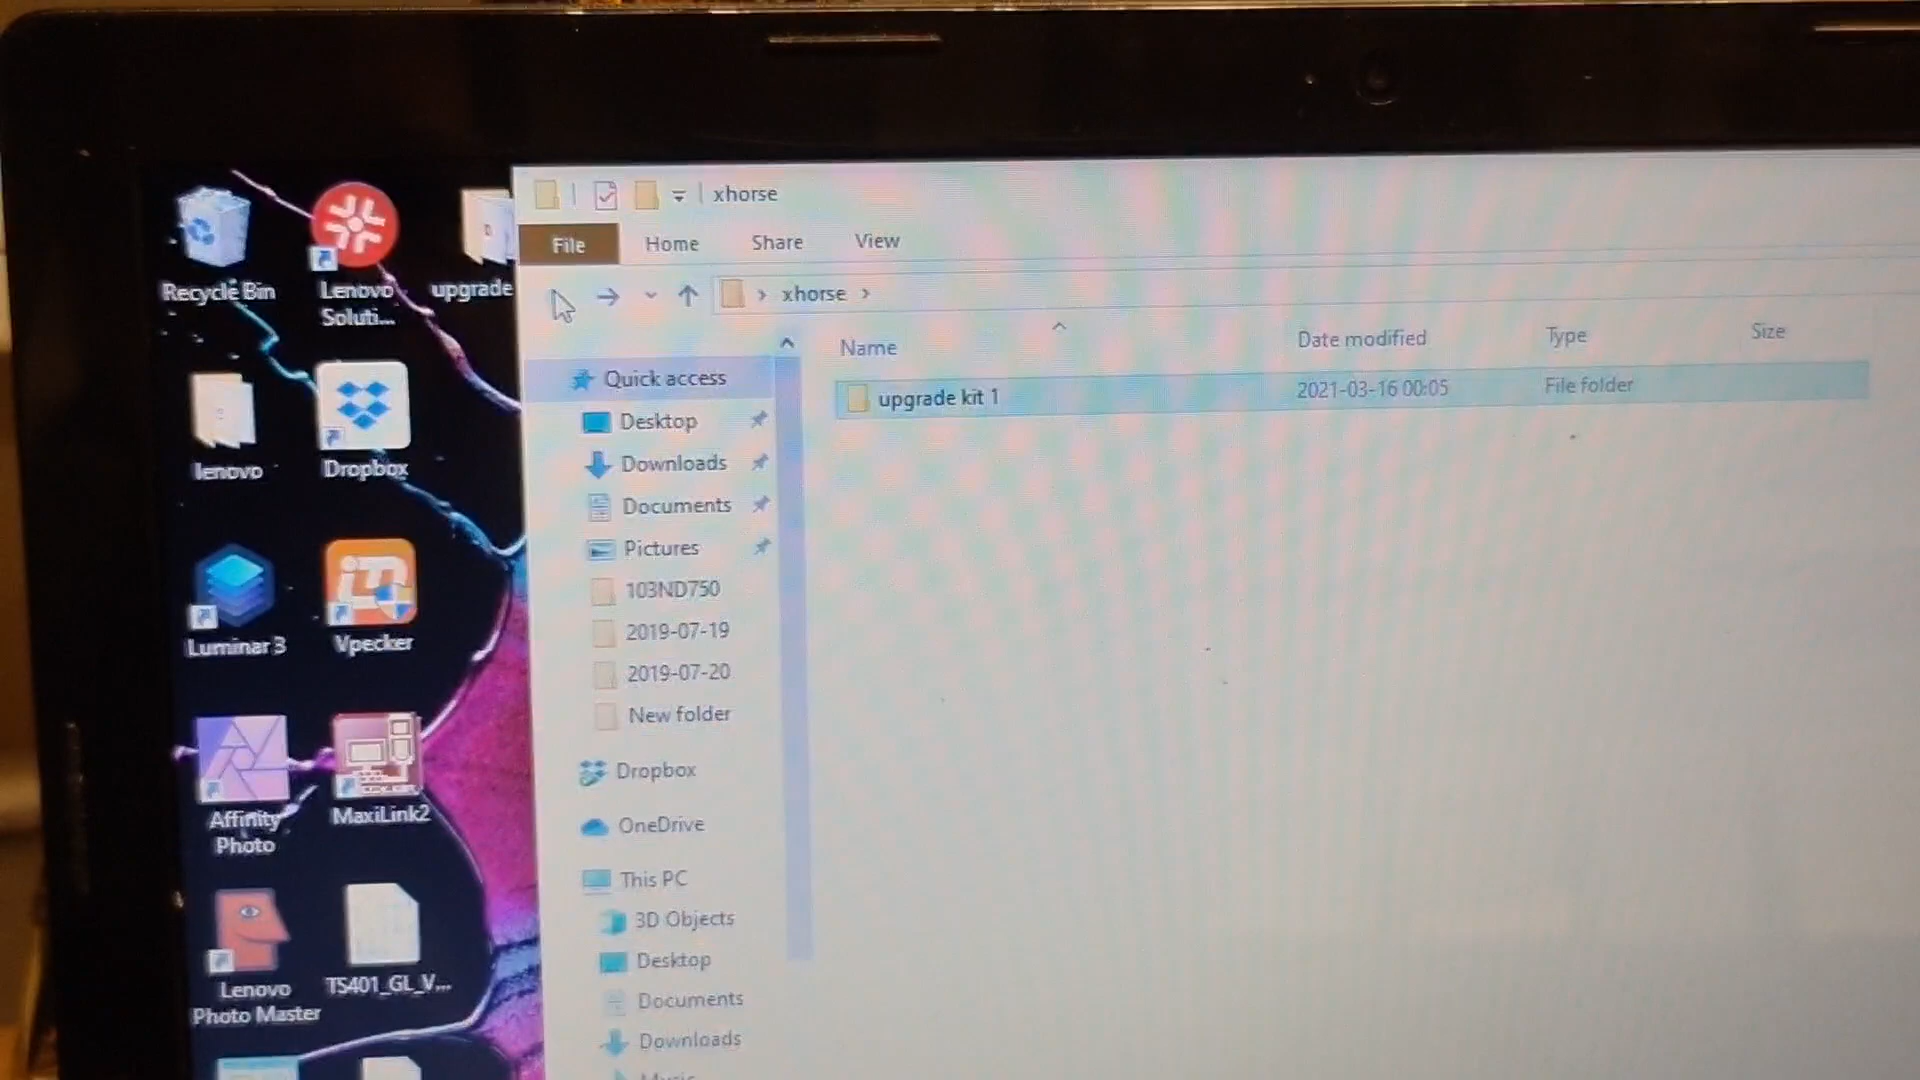 xhorse
File Home Share View
xhorse
Name Date modified Type Size
upgrade kit 1 2021-03-16 00:05 File folder
Quick access
Desktop
Downloads
Documents
Pictures
103ND750
2019-07-19
2019-07-20
New folder
Dropbox
OneDrive
This PC
3D Objects
Desktop
Documents
Downloads
Music
Recycle Bin
Lenovo
Soluti...
upgrade
lenovo
Dropbox
Luminar 3
Vpecker
Affinity
Photo
MaxiLink2
Lenovo
Photo Master
TS401_GL_V...